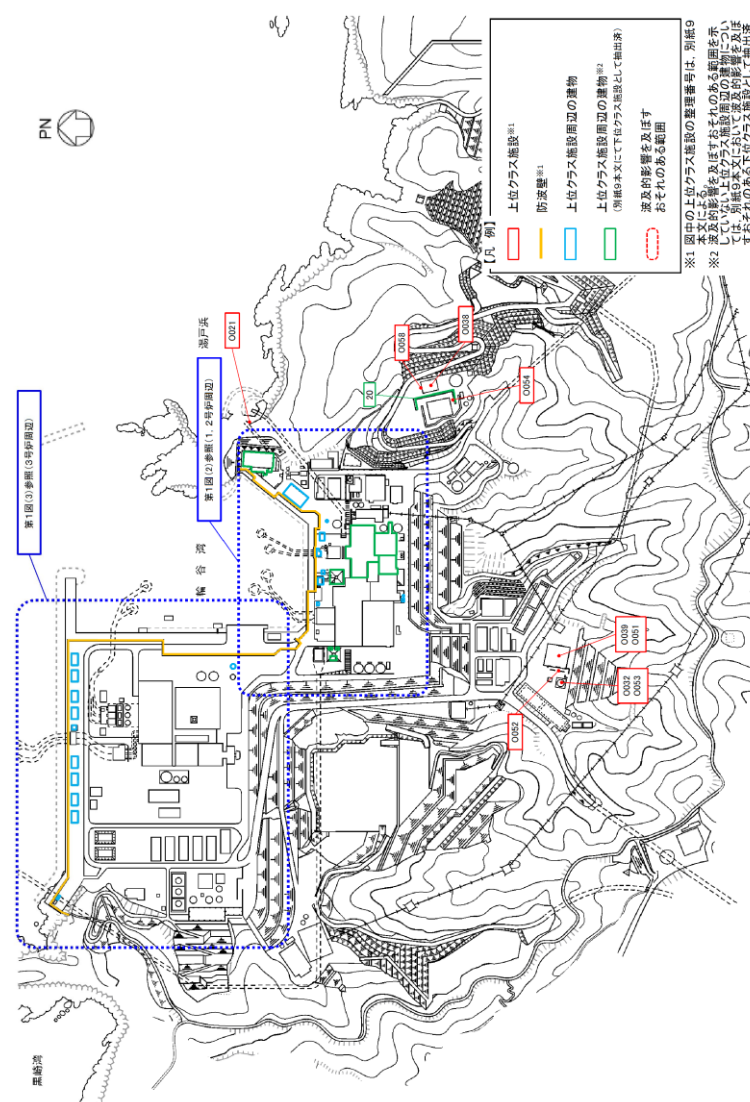 PN
第1図(3)参照(3号炉周辺)
第1図(2)参照(1,2号炉周辺)
輪谷湾
湯戸浜
黒崎湾
O021
O058
O038
20
O054
O039
O051
O032
O053
O052
【凡 例】
上位クラス施設※1
防波壁※1
上位クラス施設周辺の建物
上位クラス施設周辺の建物※2
(別紙9本文にて下位クラス施設として抽出済)
波及的影響を及ぼす
おそれのある範囲
※1 図中の上位クラス施設の整理番号は、別紙9
本文による。
※2 波及的影響を及ぼすおそれのある範囲を示
していない上位クラス施設周辺の建物につい
ては、別紙9本文において波及的影響を及ぼ
すおそれのある下位クラス施設として抽出済